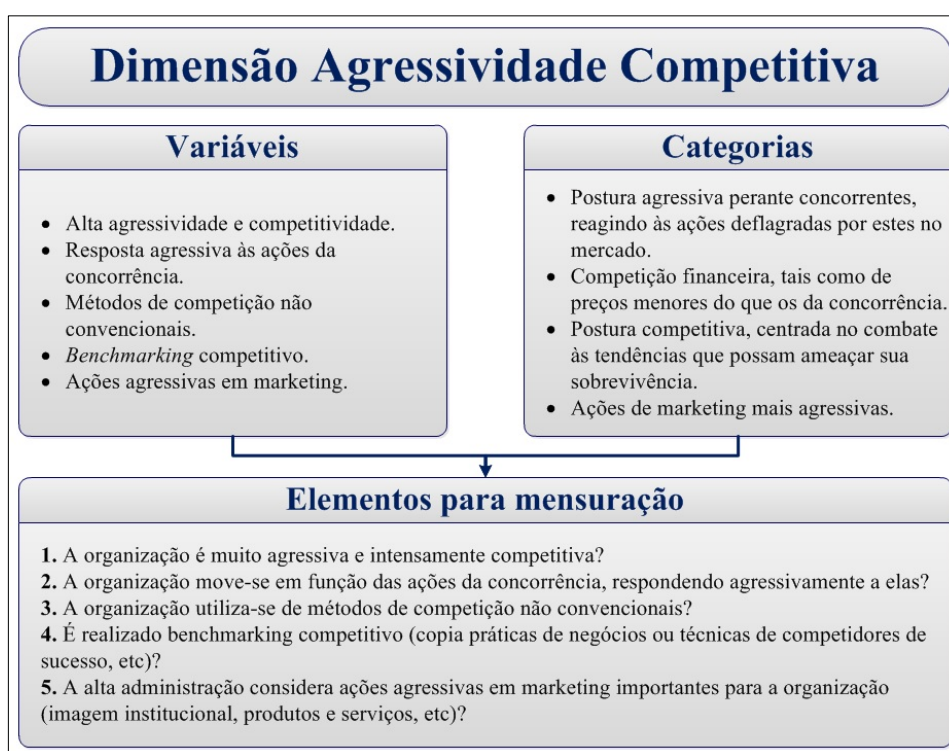 Dimensão Agressividade Competitiva
Variáveis
• Alta agressividade e competitividade.
• Resposta agressiva às ações da
concorrência.
• Métodos de competição não
convencionais.
• Benchmarking competitivo.
• Ações agressivas em marketing.
Categorias
• Postura agressiva perante concorrentes,
reagindo às ações deflagradas por estes no
mercado.
• Competição financeira, tais como de
preços menores do que os da concorrência.
• Postura competitiva, centrada no combate
às tendências que possam ameaçar sua
sobrevivência.
• Ações de marketing mais agressivas.
Elementos para mensuração
1. A organização é muito agressiva e intensamente competitiva?
2. A organização move-se em função das ações da concorrência, respondendo agressivamente a elas?
3. A organização utiliza-se de métodos de competição não convencionais?
4. É realizado benchmarking competitivo (copia práticas de negócios ou técnicas de competidores de
sucesso, etc)?
5. A alta administração considera ações agressivas em marketing importantes para a organização
(imagem institucional, produtos e serviços, etc)?